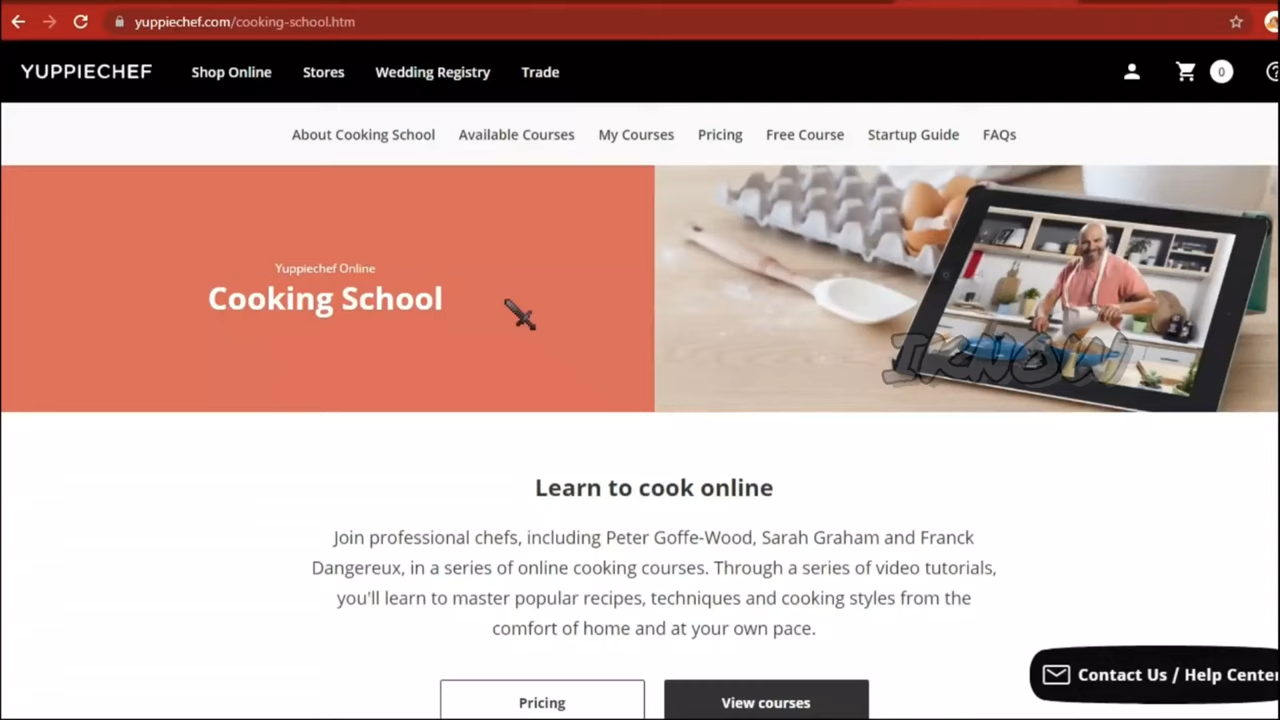 yuppiechef.com/cooking-school.htm
YUPPIECHEF Shop Online Stores Wedding Registry Trade 0
About Cooking School Available Courses My Courses Pricing Free Course Startup Guide FAQs
Yuppiechef Online
Cooking School
IKNOW
Learn to cook online
Join professional chefs, including Peter Goffe-Wood, Sarah Graham and Franck
Dangereux, in a series of online cooking courses. Through a series of video tutorials,
you'll learn to master popular recipes, techniques and cooking styles from the
comfort of home and at your own pace.
Contact Us / Help Center
Pricing View courses